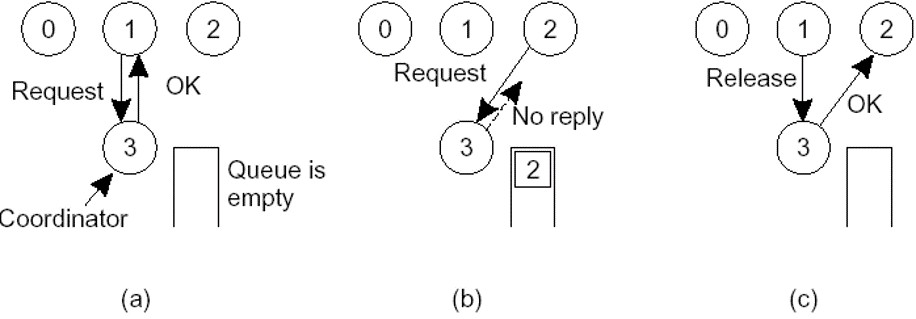 0 1 2
Request
OK
3
Queue is
empty
Coordinator
(a)
0 1 2
Request
No reply
3
2
(b)
0 1 2
Release
OK
3
(c)